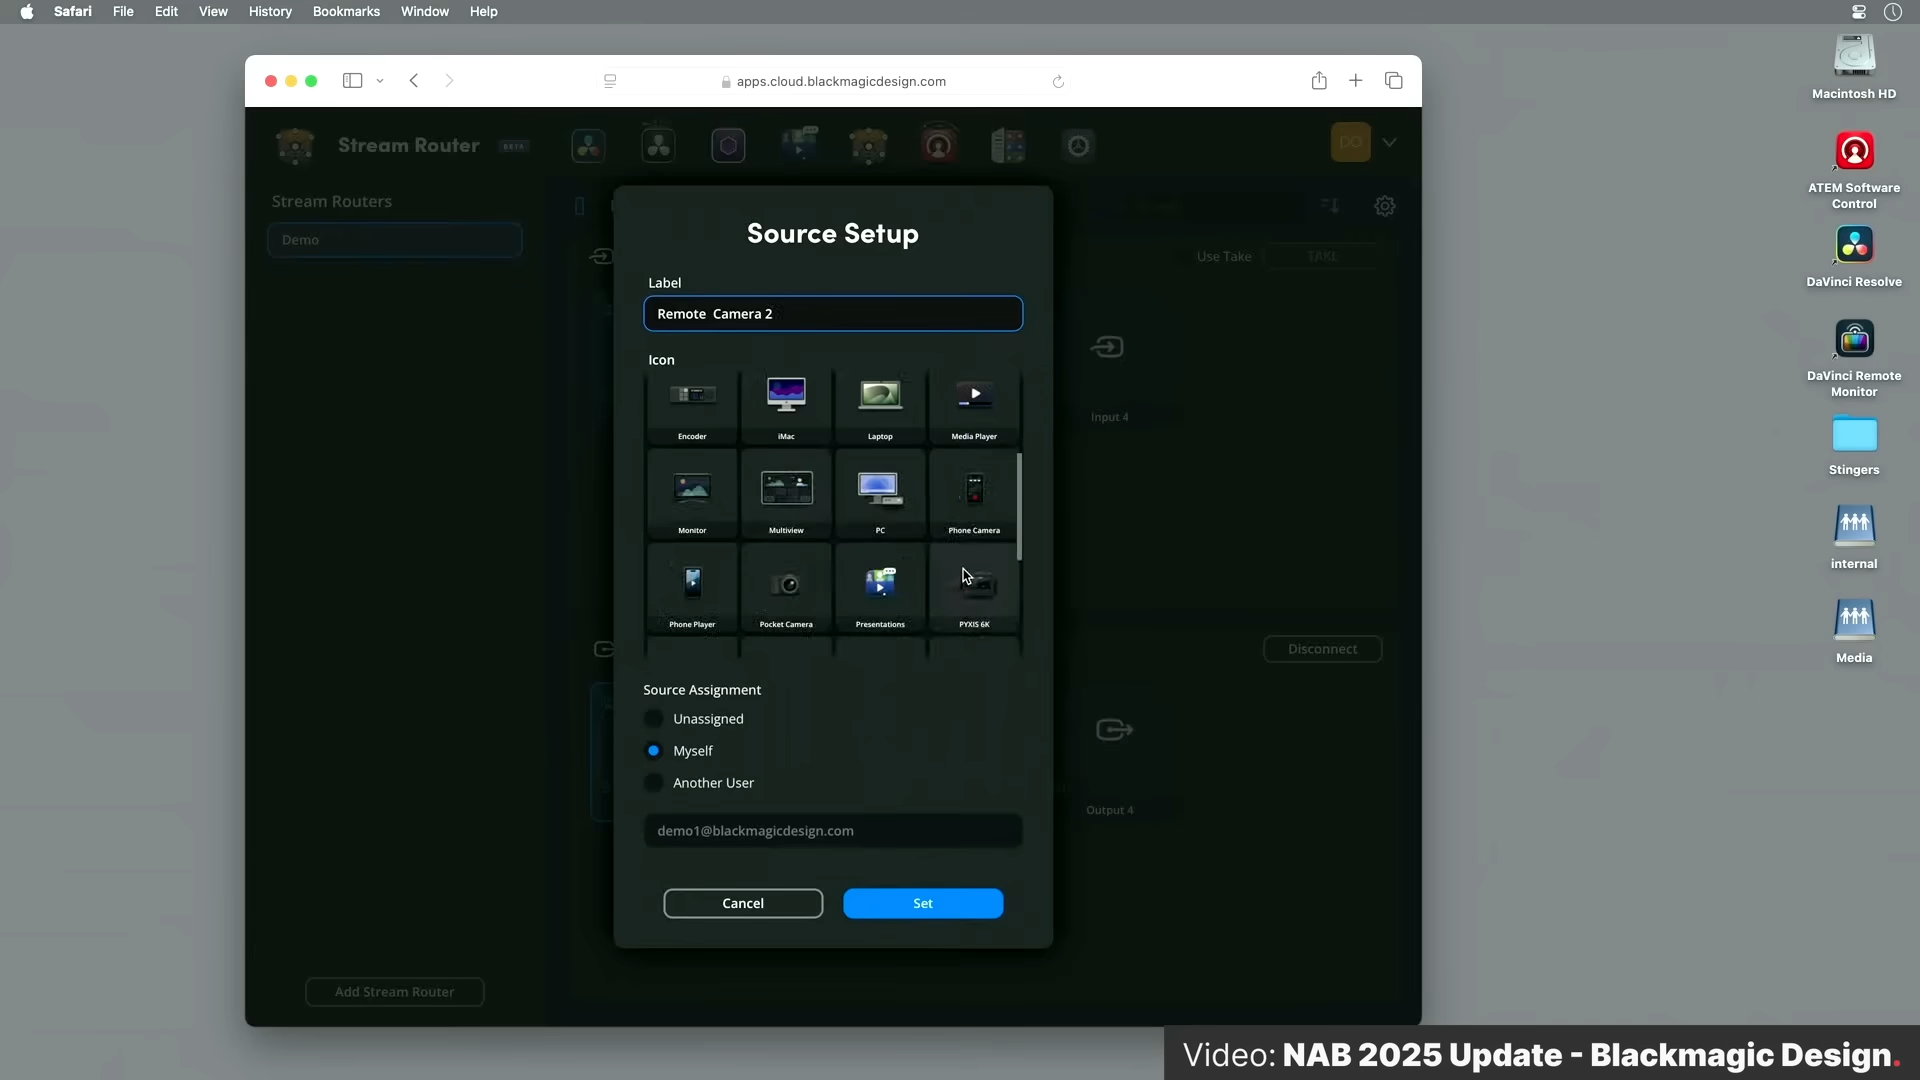 Safari File Edit View History Bookmarks Window Help
apps.cloud.blackmagicdesign.com
Macintosh HD
ATEM Software
Control
DaVinci Resolve
DaVinci Remote
Monitor
Stingers
internal
Media
Stream Router BETA
DO
Stream Routers
Demo
Use Take TAKE
Input 4
Disconnect
Output 4
Add Stream Router
Source Setup
Label
Remote  Camera 2
Icon
Encoder iMac Laptop Media Player
Monitor Multiview PC Phone Camera
Phone Player Pocket Camera Presentations PYXIS 6K
Source Assignment
Unassigned
Myself
Another User
demo1@blackmagicdesign.com
Cancel Set
Video: NAB 2025 Update - Blackmagic Design.